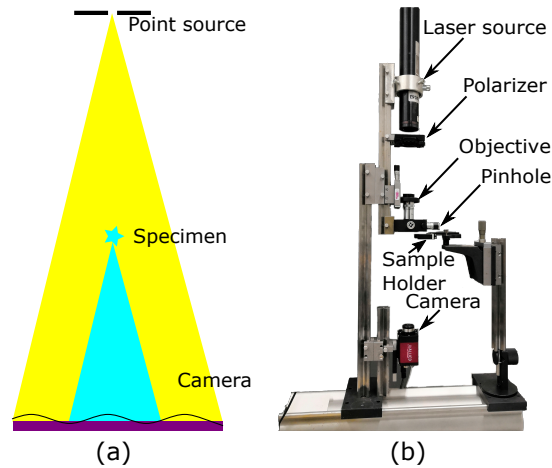 Point source
Specimen
Camera
(a)
Laser source
Polarizer
Objective
Pinhole
Sample
Holder
Camera
(b)